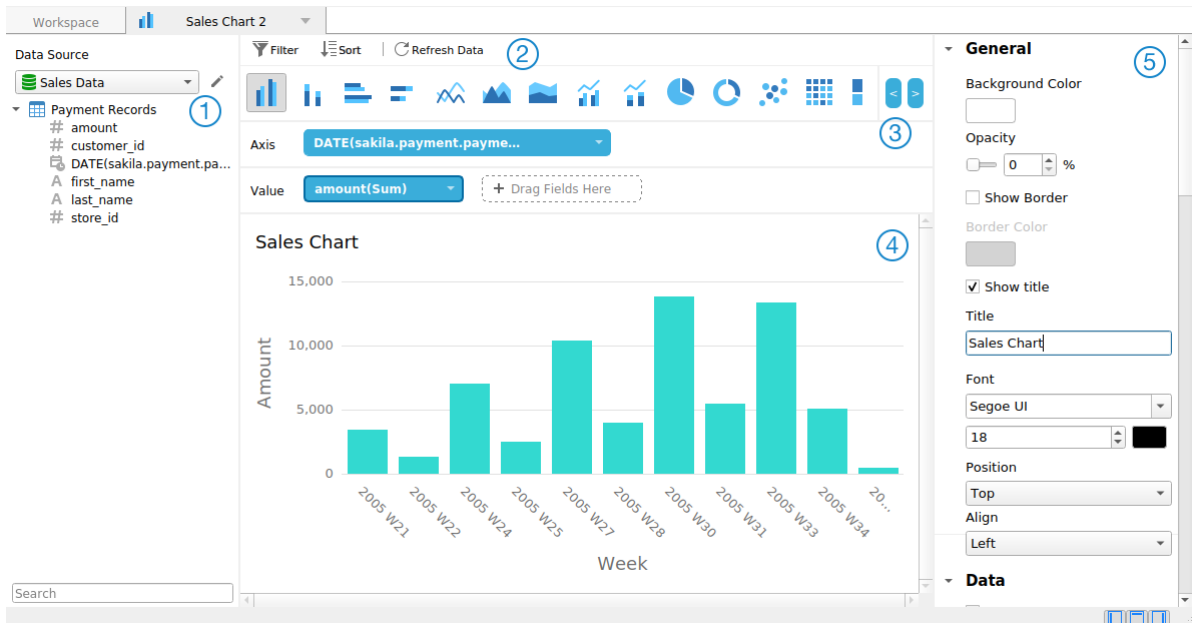 Workspace
Sales Chart 2
Data Source
Sales Data
1
Payment Records
# amount
# customer_id
DATE(sakila.payment.pa...
A first_name
A last_name
# store_id
Search
Filter
Sort
Refresh Data
2
< >
3
Axis
DATE(sakila.payment.payme...
Value
amount(Sum)
+ Drag Fields Here
Sales Chart
4
15,000
10,000
5,000
0
Amount
2005 W21
2005 W22
2005 W24
2005 W25
2005 W27
2005 W28
2005 W30
2005 W31
2005 W33
2005 W34
20...
Week
General
5
Background Color
Opacity
0 %
Show Border
Border Color
Show title
Title
Sales Chart
Font
Segoe UI
18
Position
Top
Align
Left
Data